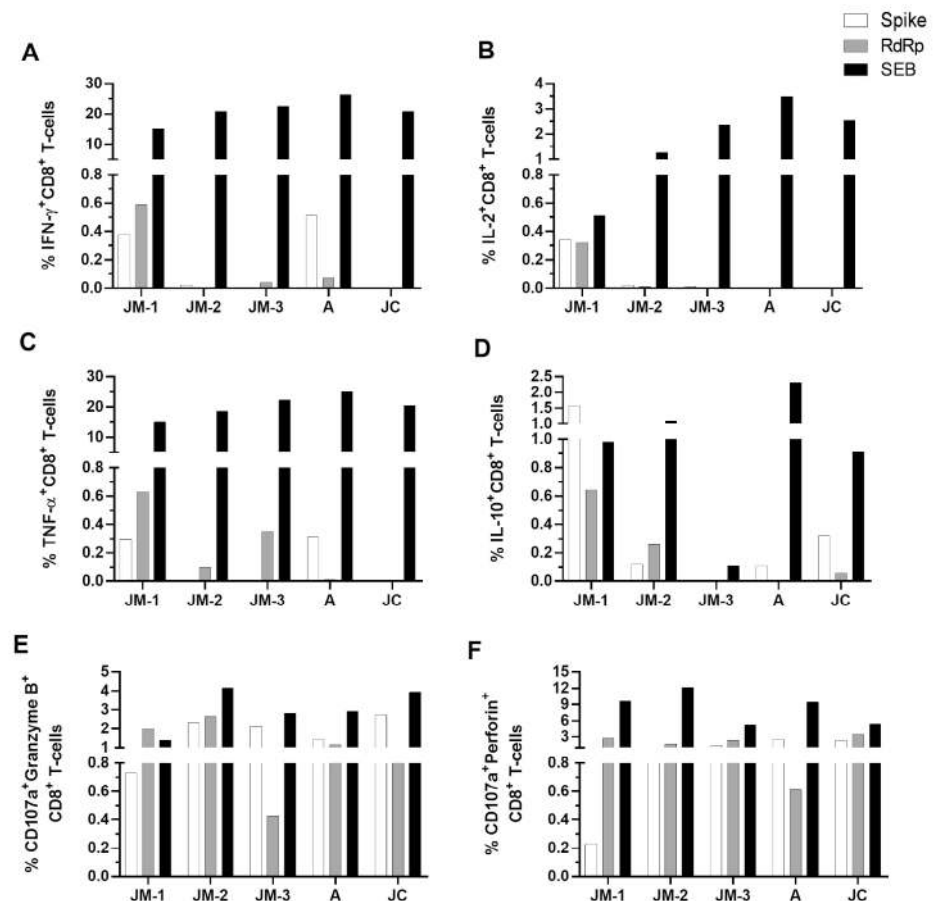 Spike
RdRp
SEB
A
% IFN-γ+CD8+ T-cells
30
20
10
0.8
0.6
0.4
0.2
0.0
JM-1 JM-2 JM-3 A JC
B
% IL-2+CD8+ T-cells
4
3
2
1
0.8
0.6
0.4
0.2
0.0
JM-1 JM-2 JM-3 A JC
C
% TNF-α+CD8+ T-cells
30
20
10
0.8
0.6
0.4
0.2
0.0
JM-1 JM-2 JM-3 A JC
D
% IL-10+CD8+ T-cells
2.5
2.0
1.5
1.0
1.0
0.8
0.6
0.4
0.2
0.0
JM-1 JM-2 JM-3 A JC
E
% CD107a+Granzyme B+
CD8+ T-cells
5
4
3
2
1
0.8
0.6
0.4
0.2
0.0
JM-1 JM-2 JM-3 A JC
F
% CD107a+Perforin+
CD8+ T-cells
15
12
9
6
3
0.8
0.6
0.4
0.2
0.0
JM-1 JM-2 JM-3 A JC